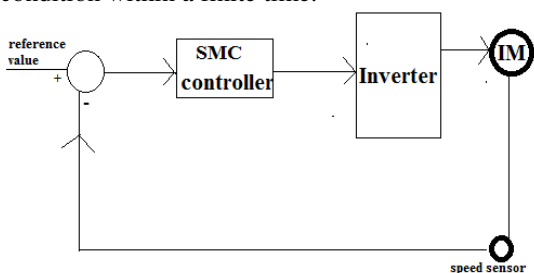 condition within a finite time.
reference
value
+
-
SMC
controller
Inverter
IM
speed sensor